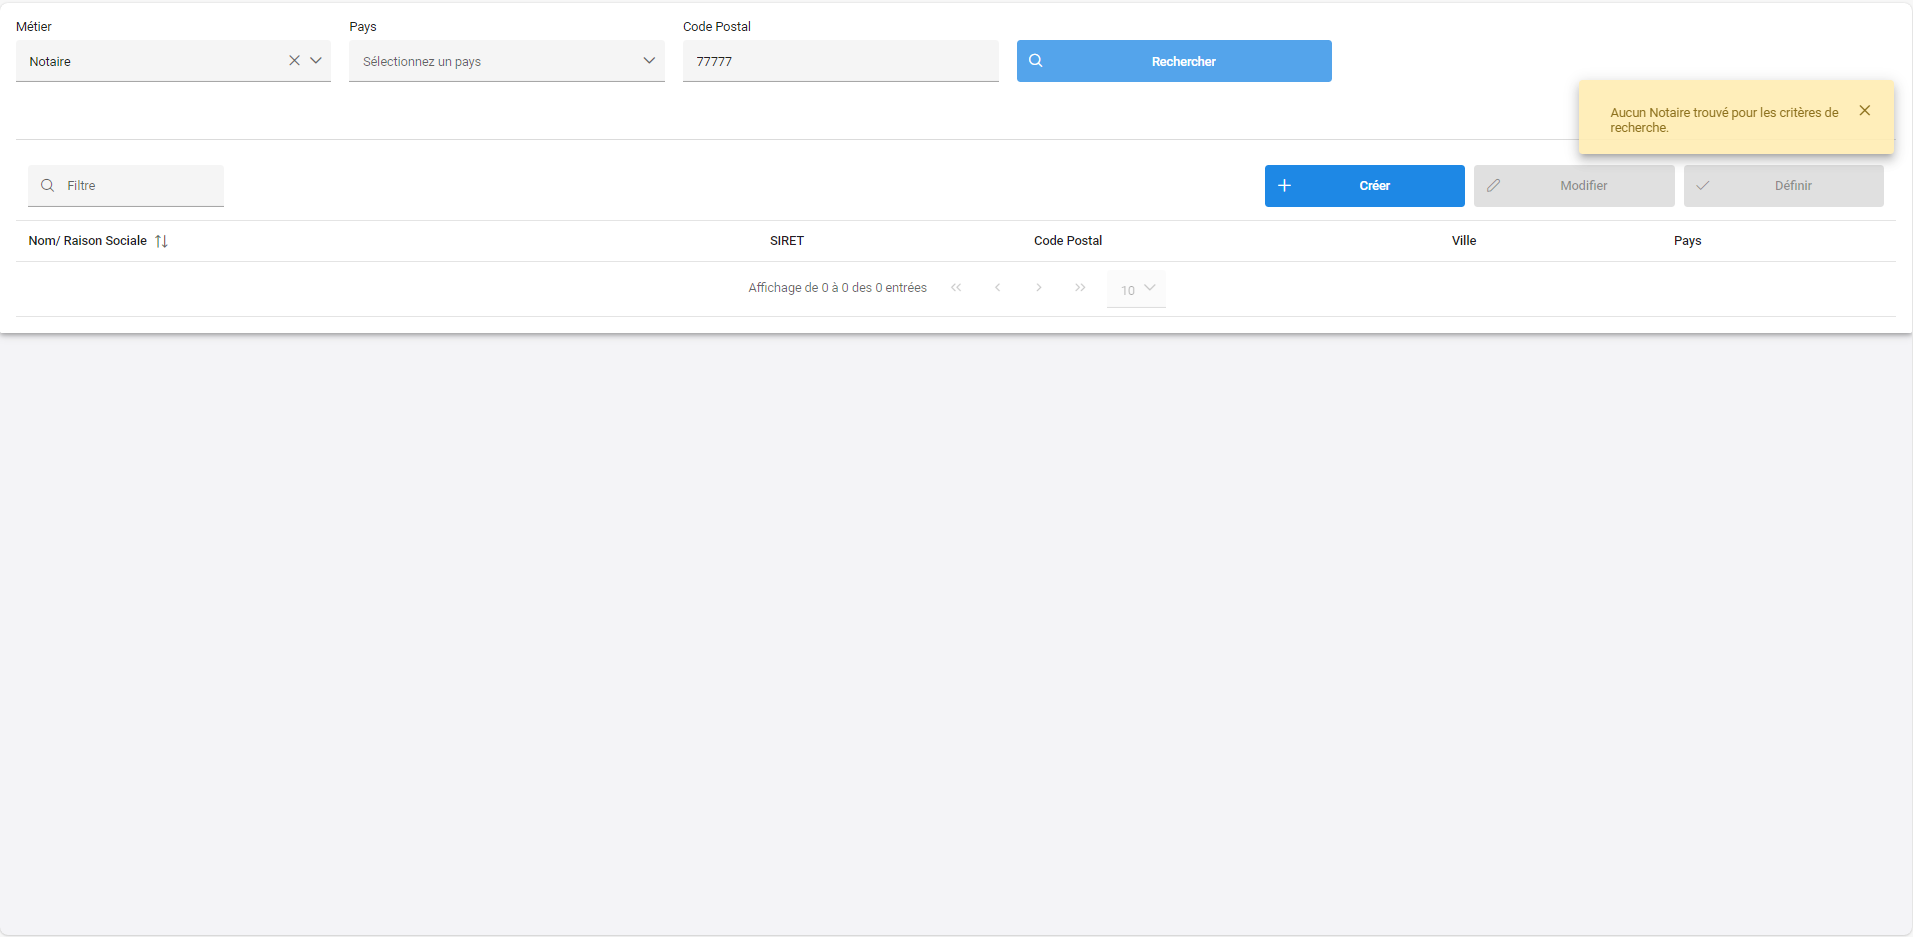 Métier
Pays
Code Postal
Notaire
Sélectionnez un pays
77777
Rechercher
Aucun Notaire trouvé pour les critères de
recherche.
Filtre
Créer
Modifier
Définir
Nom/ Raison Sociale
SIRET
Code Postal
Ville
Pays
Affichage de 0 à 0 des 0 entrées
10